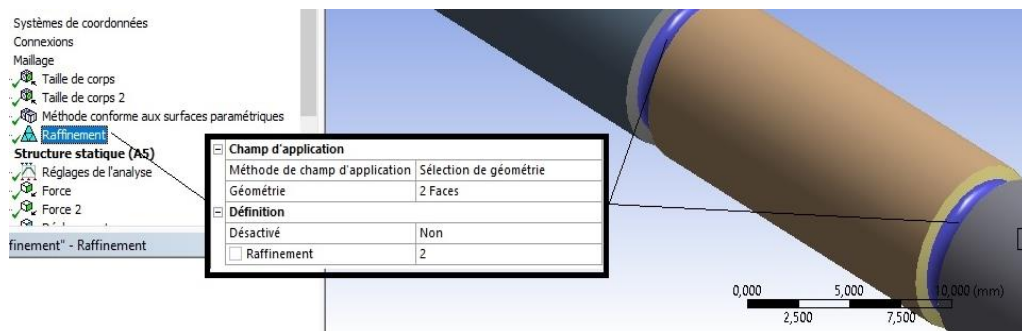 Systèmes de coordonnées
Connexions
Maillage
Taille de corps
Taille de corps 2
Méthode conforme aux surfaces paramétriques
Raffinement
Structure statique (A5)
Réglages de l'analyse
Force
Force 2
finement" - Raffinement
Champ d'application
Méthode de champ d'application Sélection de géométrie
Géométrie 2 Faces
Définition
Désactivé Non
Raffinement 2
0,000 5,000 10,000 (mm)
2,500 7,500